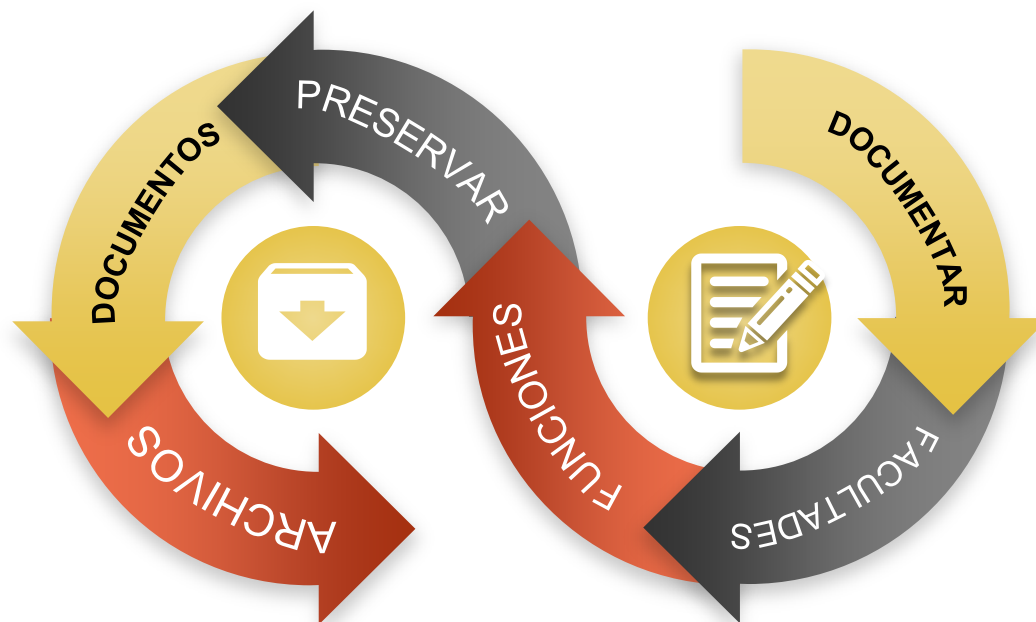 DOCUMENTAR
FACULTADES
FUNCIONES
PRESERVAR
DOCUMENTOS
ARCHIVOS